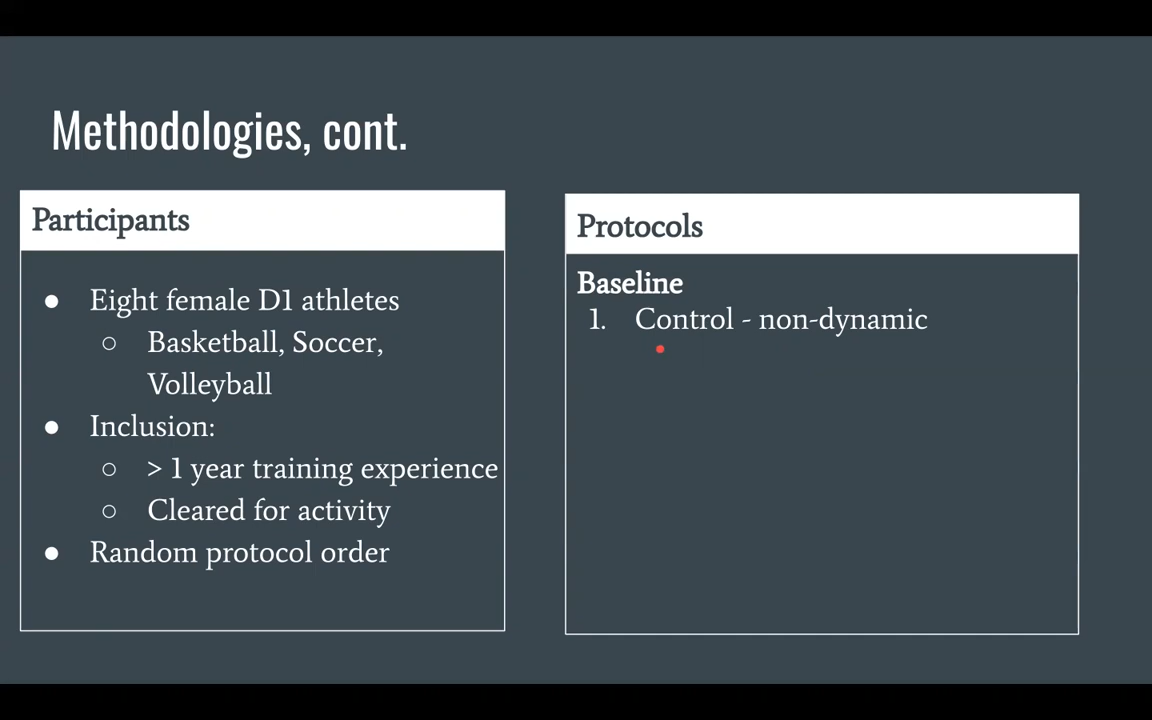 Methodologies, cont.
Participants
● Eight female D1 athletes
○ Basketball, Soccer,
Volleyball
● Inclusion:
○ > 1 year training experience
○ Cleared for activity
● Random protocol order
Protocols
Baseline
1. Control - non-dynamic